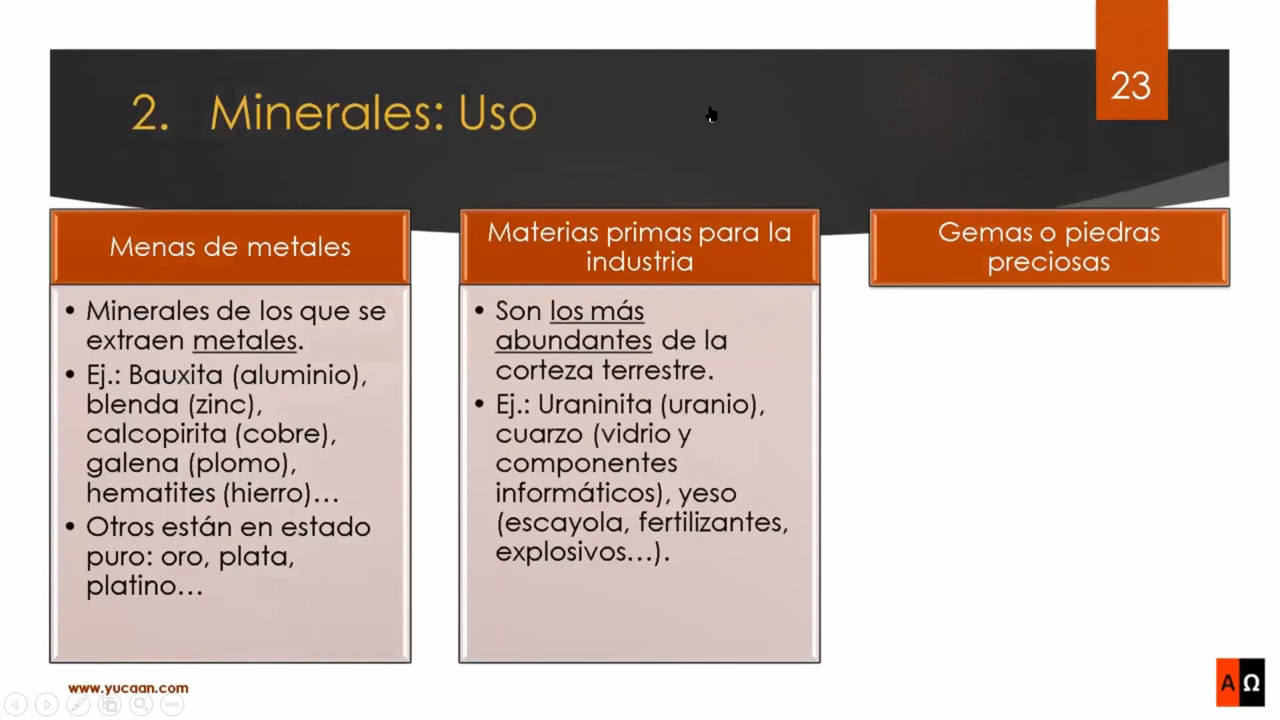 23
2. Minerales: Uso
Menas de metales
• Minerales de los que se
extraen metales.
• Ej.: Bauxita (aluminio),
blenda (zinc),
calcopirita (cobre),
galena (plomo),
hematites (hierro)…
• Otros están en estado
puro: oro, plata,
platino…
Materias primas para la
industria
• Son los más
abundantes de la
corteza terrestre.
• Ej.: Uraninita (uranio),
cuarzo (vidrio y
componentes
informáticos), yeso
(escayola, fertilizantes,
explosivos…).
Gemas o piedras
preciosas
www.yucaan.com
ΑΩ